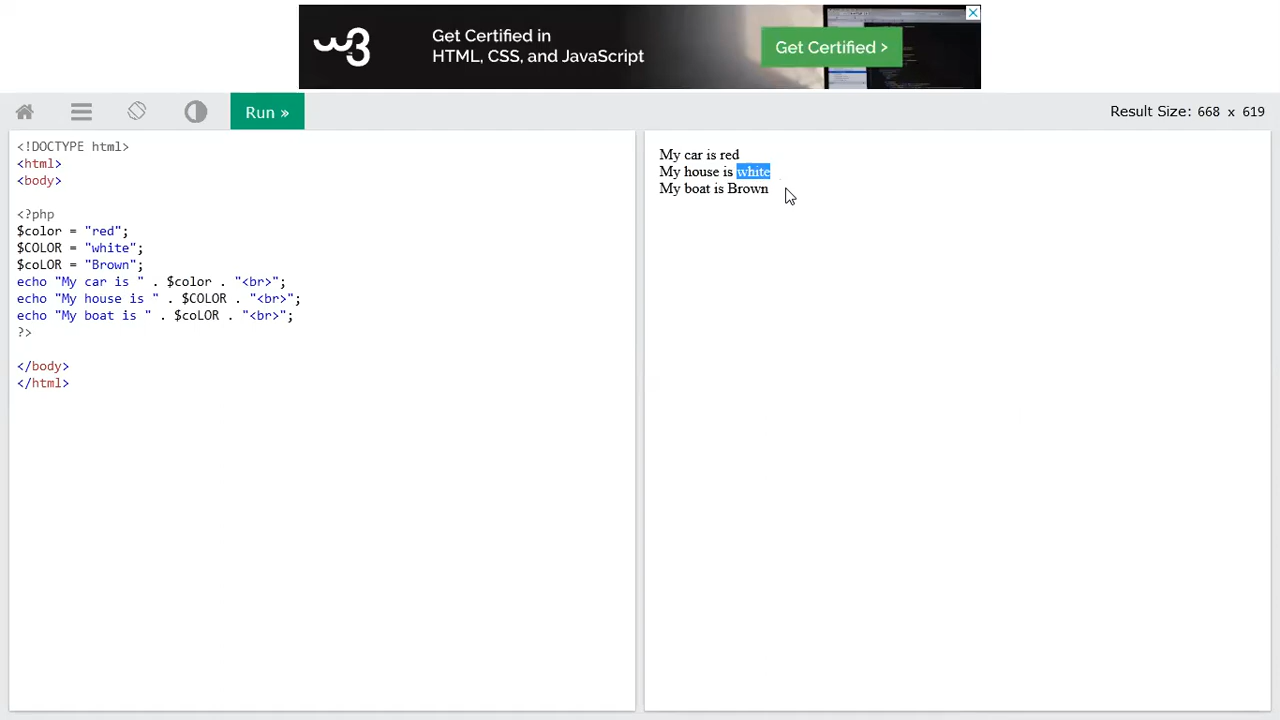 w3
Get Certified in
HTML, CSS, and JavaScript
Get Certified >
Run »
Result Size: 668 x 619
<!DOCTYPE html>
<html>
<body>
<?php
$color = "red";
$COLOR = "white";
$coLOR = "Brown";
echo "My car is " . $color . "<br>";
echo "My house is " . $COLOR . "<br>";
echo "My boat is " . $coLOR . "<br>";
?>
</body>
</html>
My car is red
My house is white
My boat is Brown